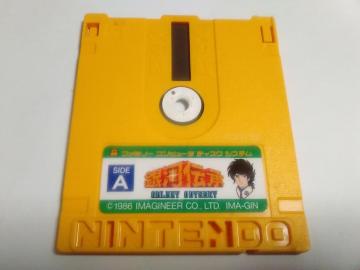 ファミリー コンピュータ ディスク システム
SIDE
A
銀河伝承
GALAXY ODYSSEY
©1986 IMAGINEER CO., LTD. IMA-GIN
NINTENDO